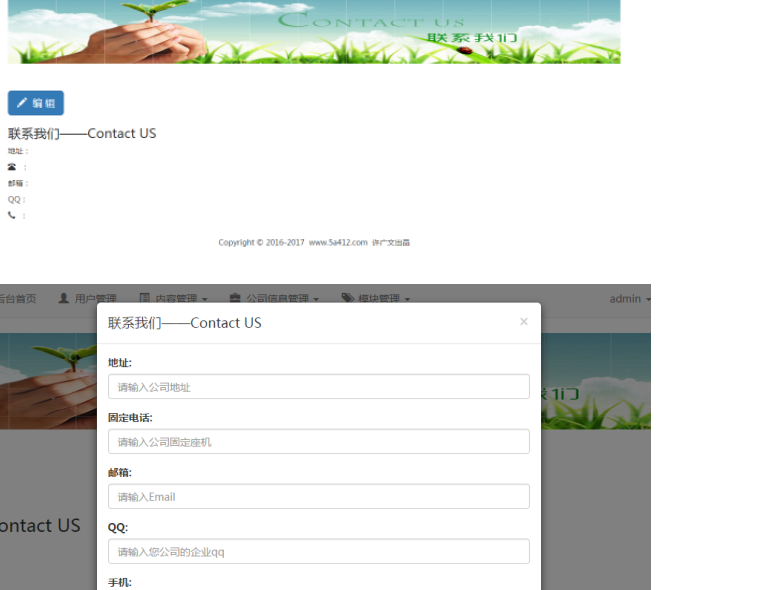 CONTACT US
联系我们
编辑
联系我们——Contact US
地址：
：
邮箱：
QQ：
：
Copyright © 2016-2017 www.5a412.com 许广文出品
后台首页 用户管理 内容管理 公司信息管理 模块管理 admin
联系我们——Contact US ×
地址:
请输入公司地址
固定电话:
请输入公司固定座机
邮箱:
请输入Email
ontact US
QQ:
请输入您公司的企业qq
手机: